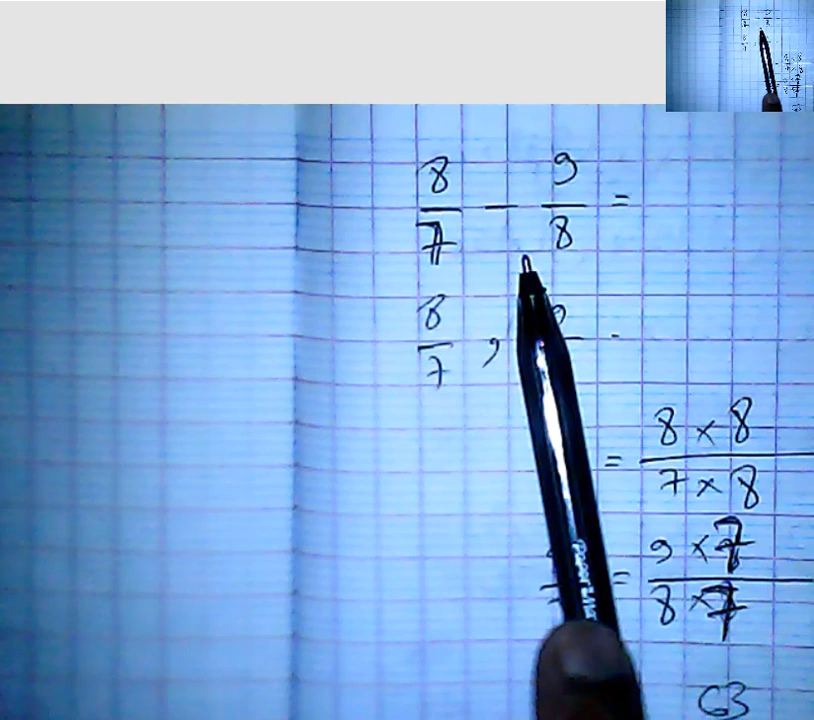 8/7 - 9/8 =
8/7 ,
= 8 × 8 / 7 × 8
= 9 × 7 / 8 × 7
63